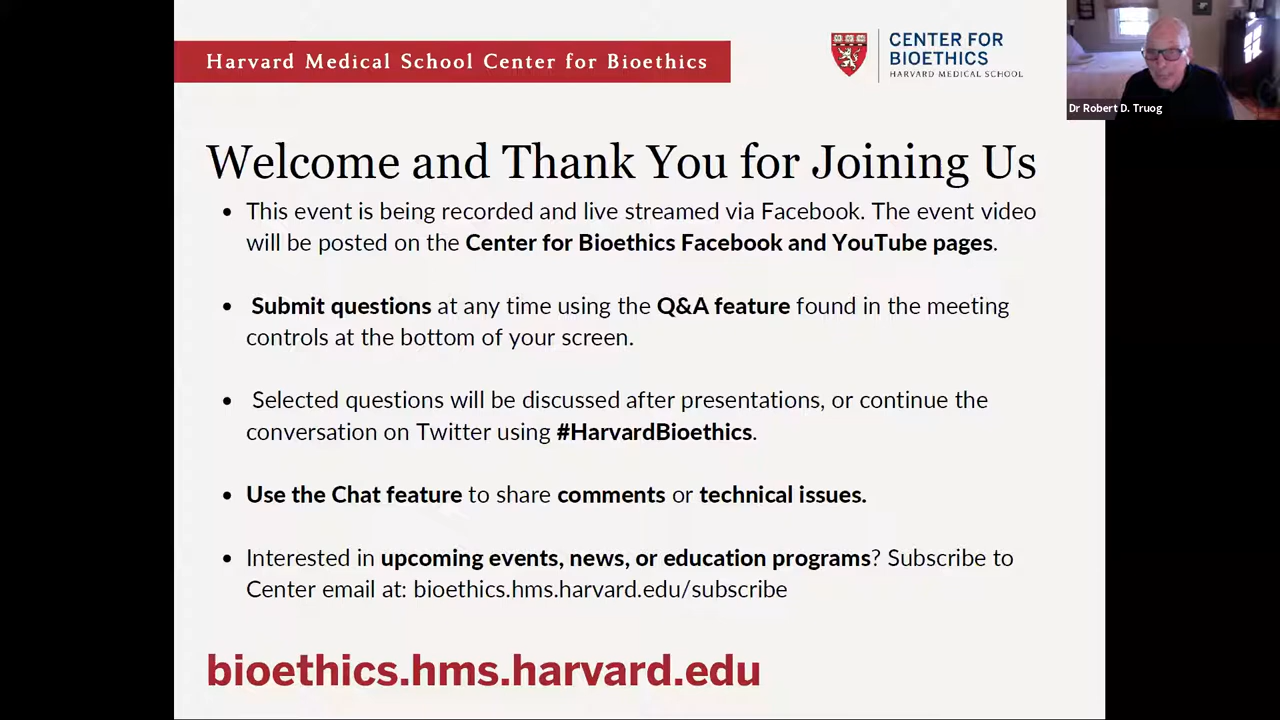 Harvard Medical School Center for Bioethics
CENTER FOR
BIOETHICS
HARVARD MEDICAL SCHOOL
Dr Robert D. Truog
Welcome and Thank You for Joining Us
• This event is being recorded and live streamed via Facebook. The event video
will be posted on the Center for Bioethics Facebook and YouTube pages.
• Submit questions at any time using the Q&A feature found in the meeting
controls at the bottom of your screen.
• Selected questions will be discussed after presentations, or continue the
conversation on Twitter using #HarvardBioethics.
• Use the Chat feature to share comments or technical issues.
• Interested in upcoming events, news, or education programs? Subscribe to
Center email at: bioethics.hms.harvard.edu/subscribe
bioethics.hms.harvard.edu